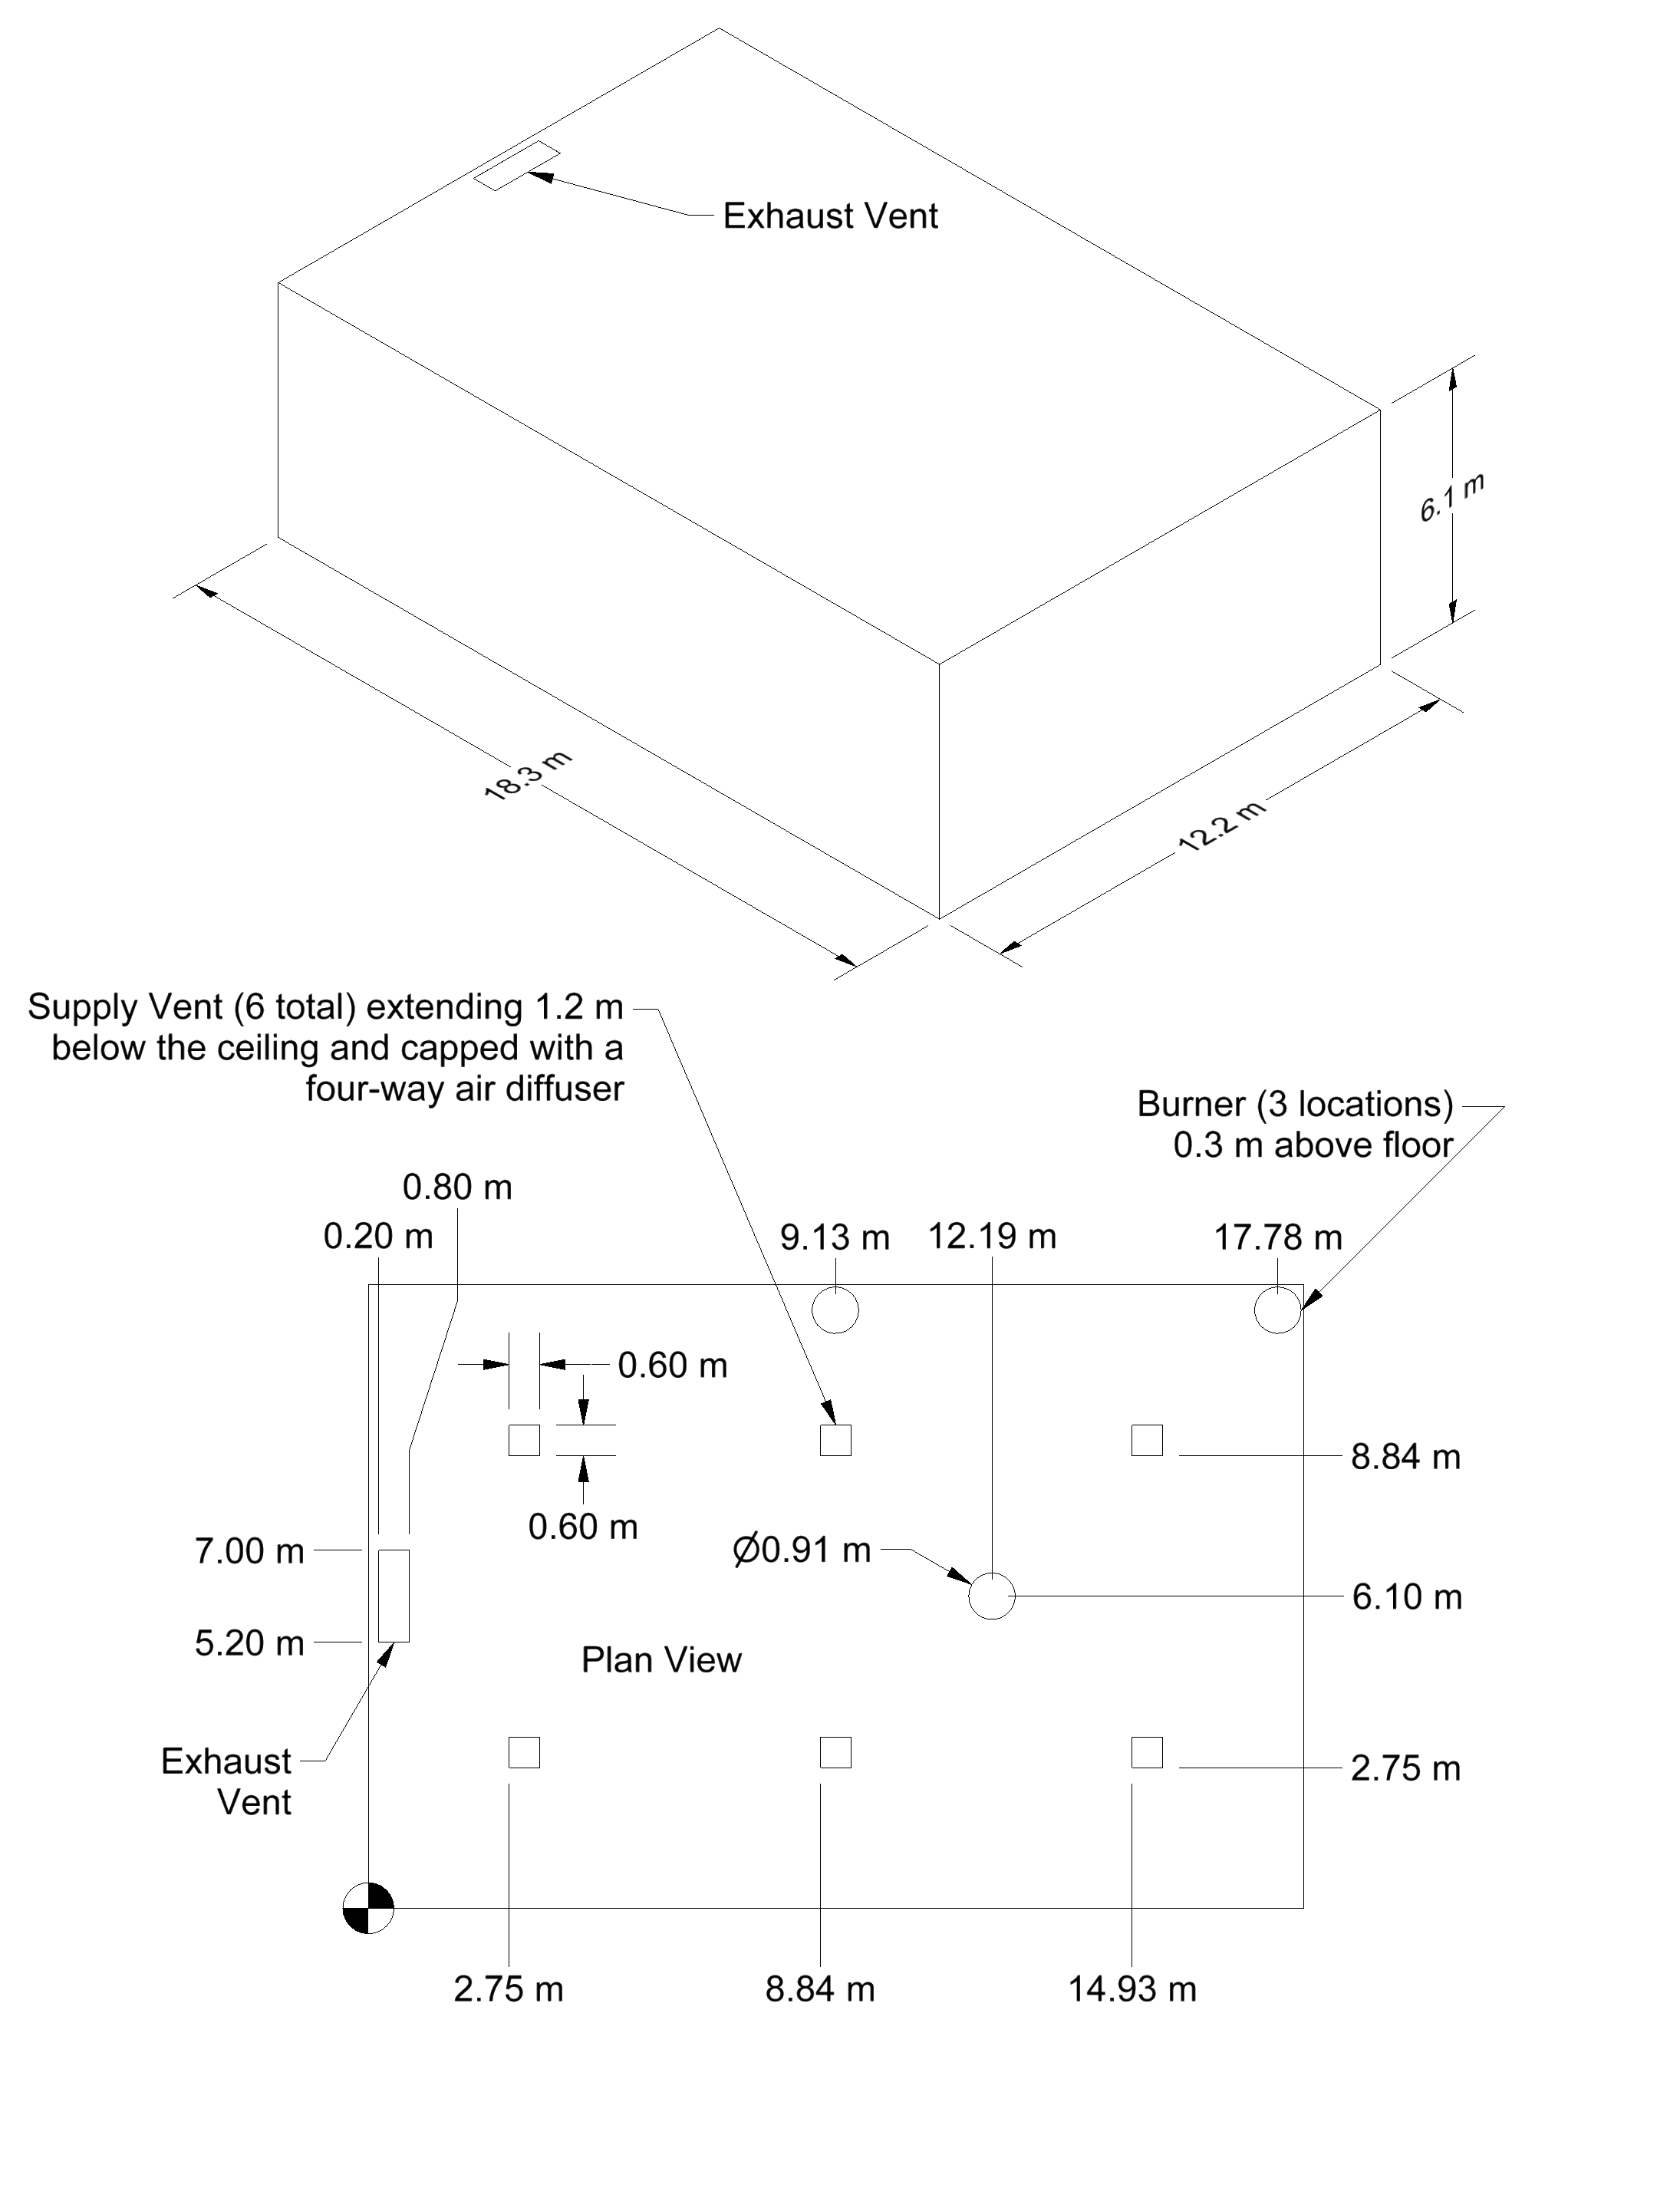 Exhaust Vent
6.1 m
18.3 m
12.2 m
Supply Vent (6 total) extending 1.2 m
below the ceiling and capped with a
four-way air diffuser
Burner (3 locations)
0.3 m above floor
0.80 m
0.20 m
9.13 m
12.19 m
17.78 m
0.60 m
8.84 m
0.60 m
7.00 m
Ø0.91 m
6.10 m
5.20 m
Plan View
Exhaust
Vent
2.75 m
2.75 m
8.84 m
14.93 m